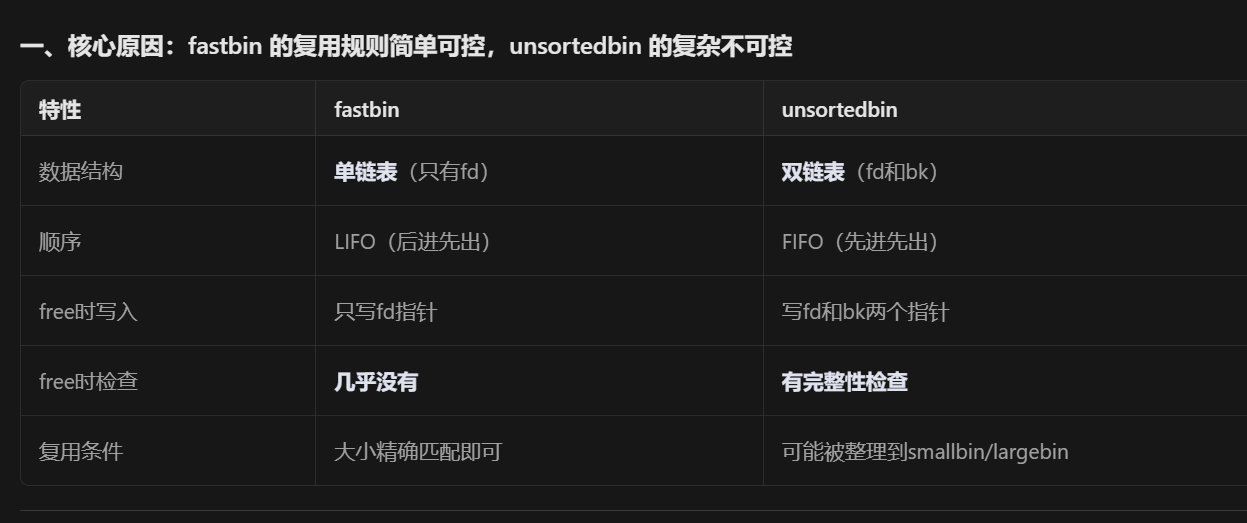 一、核心原因：fastbin 的复用规则简单可控，unsortedbin 的复杂不可控
特性 fastbin unsortedbin
数据结构 单链表（只有fd） 双链表（fd和bk）
顺序 LIFO（后进先出） FIFO（先进先出）
free时写入 只写fd指针 写fd和bk两个指针
free时检查 几乎没有 有完整性检查
复用条件 大小精确匹配即可 可能被整理到smallbin/largebin